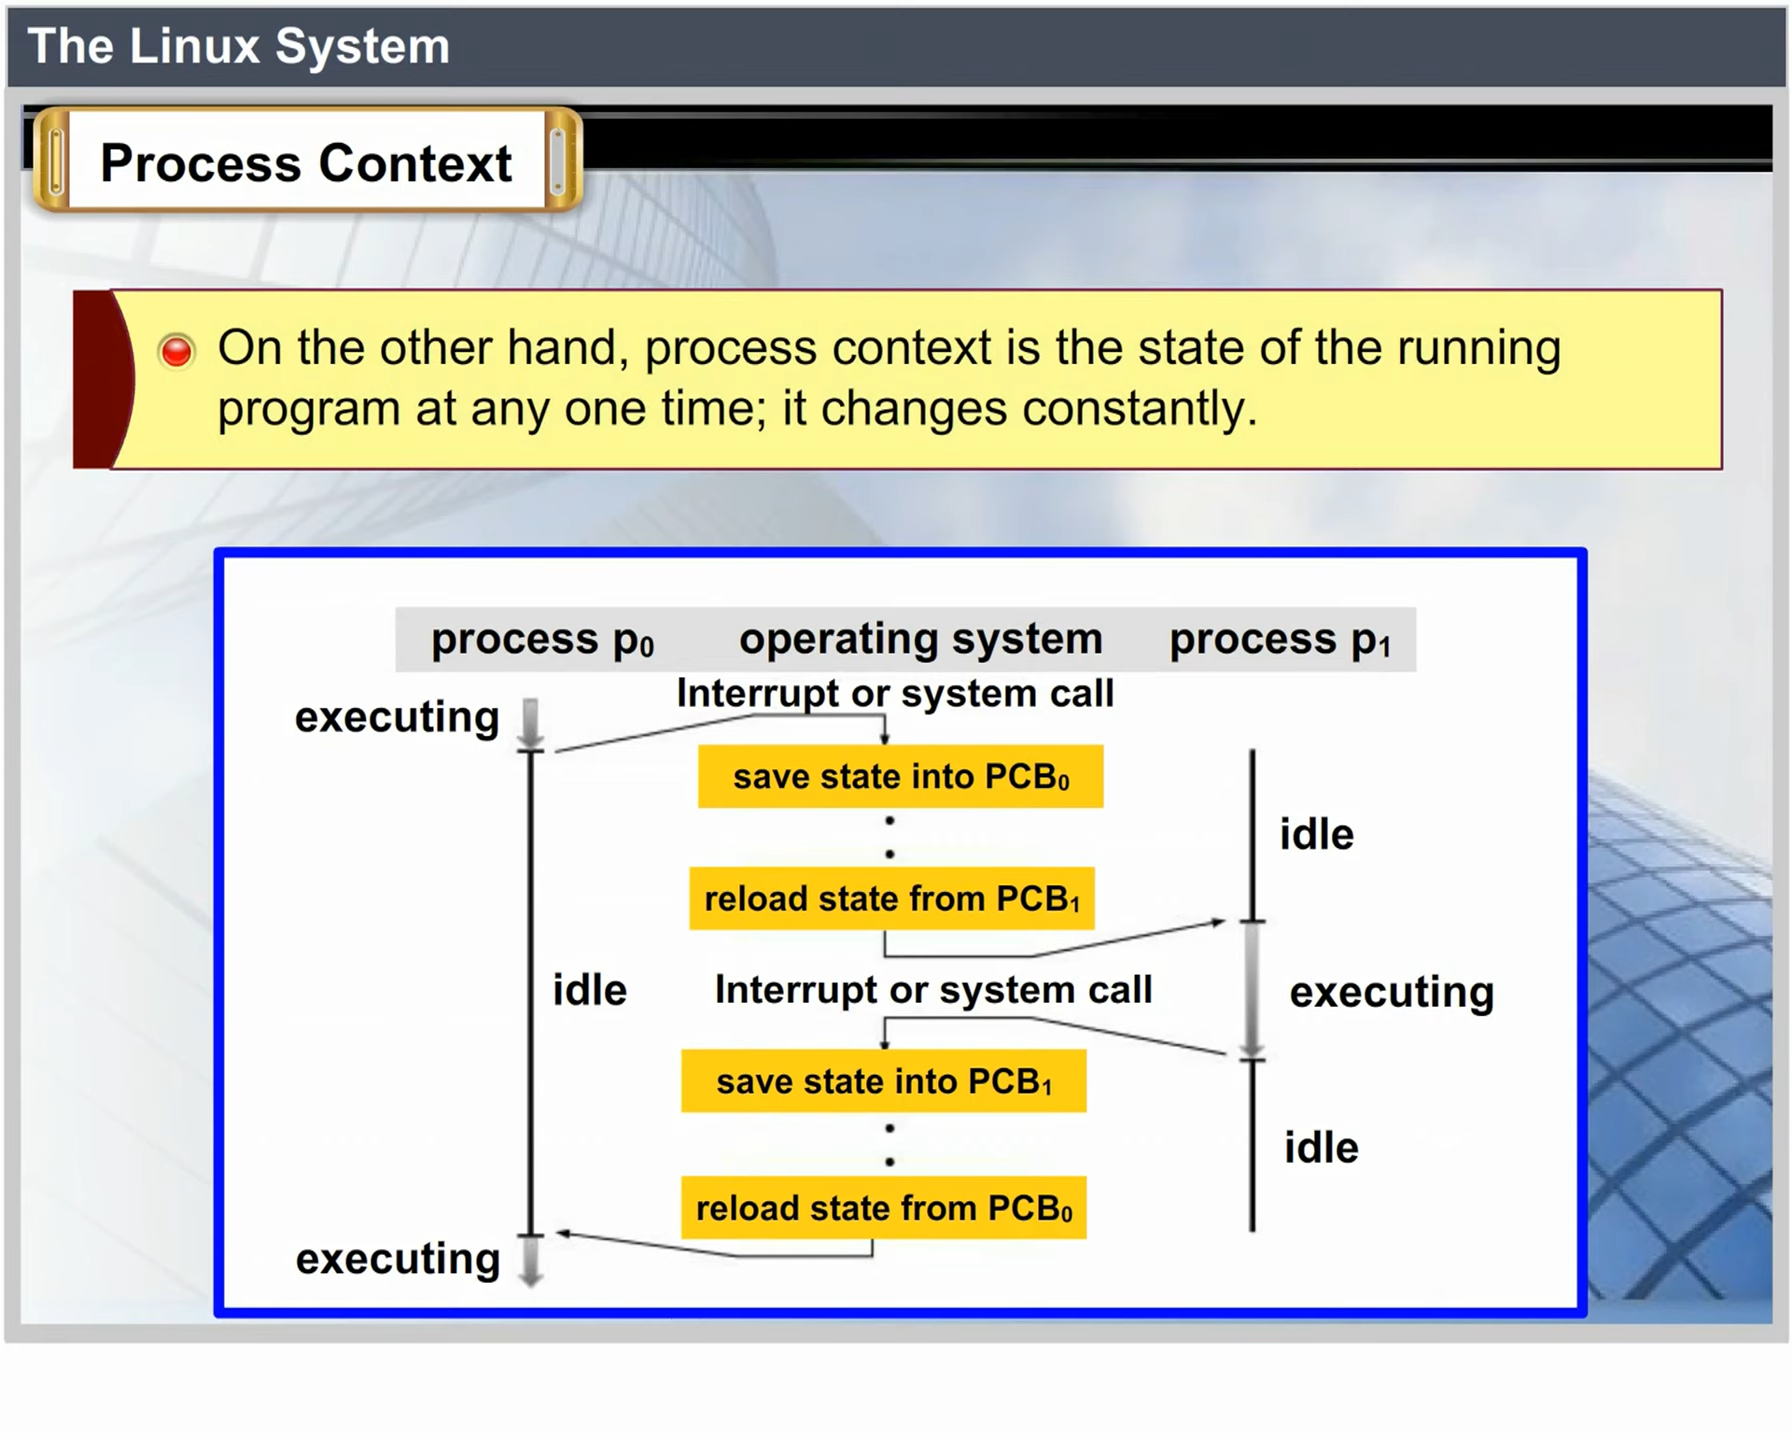 The Linux System
Process Context
On the other hand, process context is the state of the running
program at any one time; it changes constantly.
process p₀ operating system process p₁
Interrupt or system call
executing
save state into PCB₀
idle
reload state from PCB₁
idle Interrupt or system call executing
save state into PCB₁
idle
reload state from PCB₀
executing